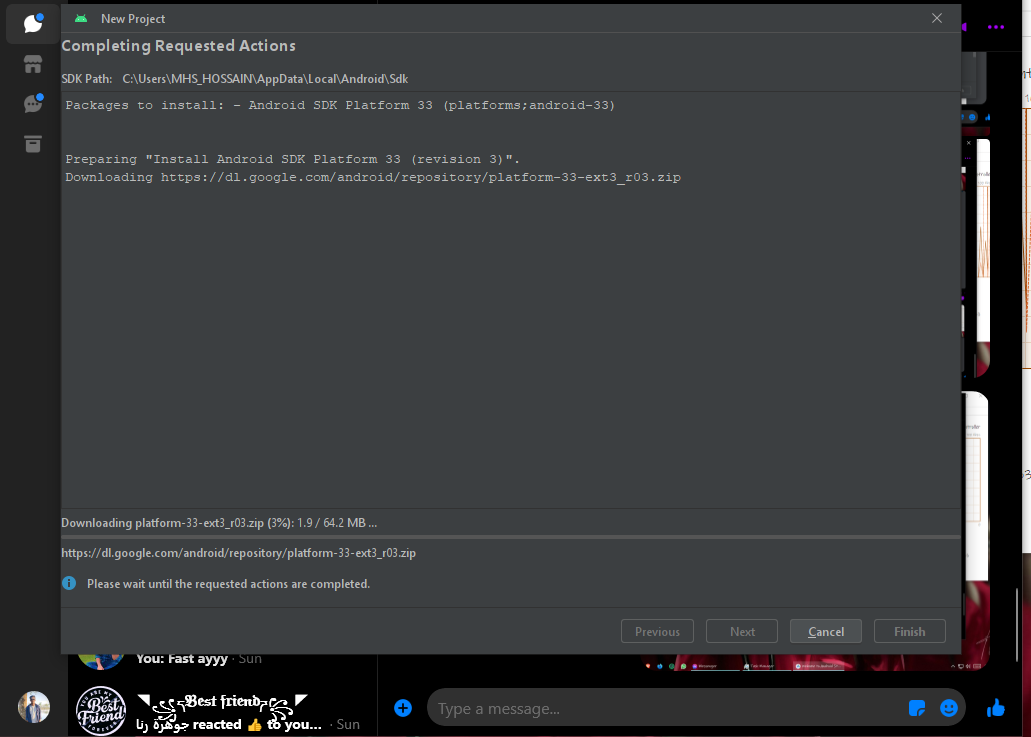 New Project
Completing Requested Actions
SDK Path: C:\Users\MHS_HOSSAIN\AppData\Local\Android\Sdk
Packages to install: - Android SDK Platform 33 (platforms;android-33)
Preparing "Install Android SDK Platform 33 (revision 3)".
Downloading https://dl.google.com/android/repository/platform-33-ext3_r03.zip
Downloading platform-33-ext3_r03.zip (3%): 1.9 / 64.2 MB ...
https://dl.google.com/android/repository/platform-33-ext3_r03.zip
Please wait until the requested actions are completed.
Previous
Next
Cancel
Finish
You: Fast ayyy · Sun
𝕭𝖊𝖘𝖙 𝖋𝖗𝖎𝖊𝖓𝖉
جوهرة رنا reacted 👍 to you... · Sun
YOU ARE MY
Best
Friend
FOREVER
Type a message...